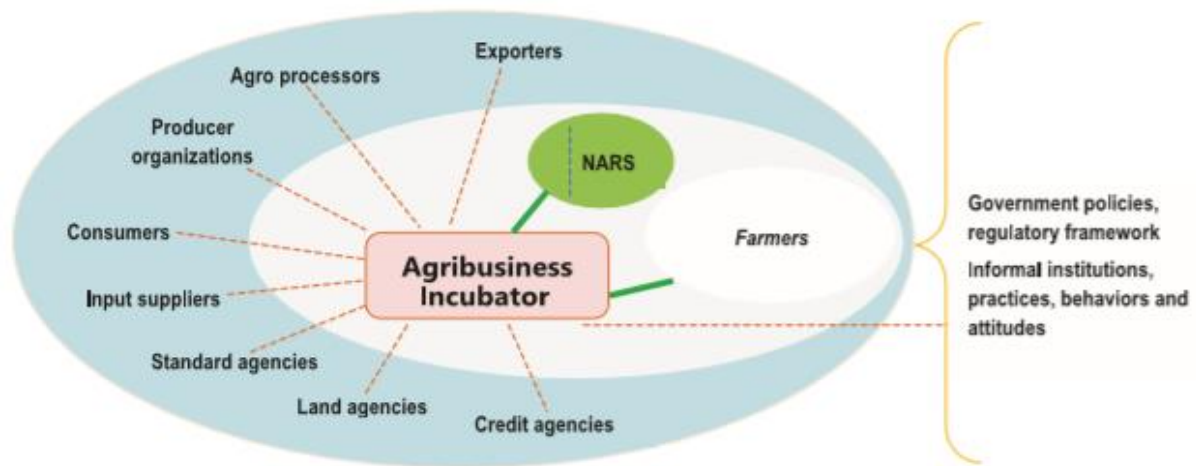 Exporters
Agro processors
Producer
organizations
NARS
Consumers
Farmers
Agribusiness
Incubator
Input suppliers
Standard agencies
Land agencies
Credit agencies
Government policies,
regulatory framework
Informal institutions,
practices, behaviors and
attitudes